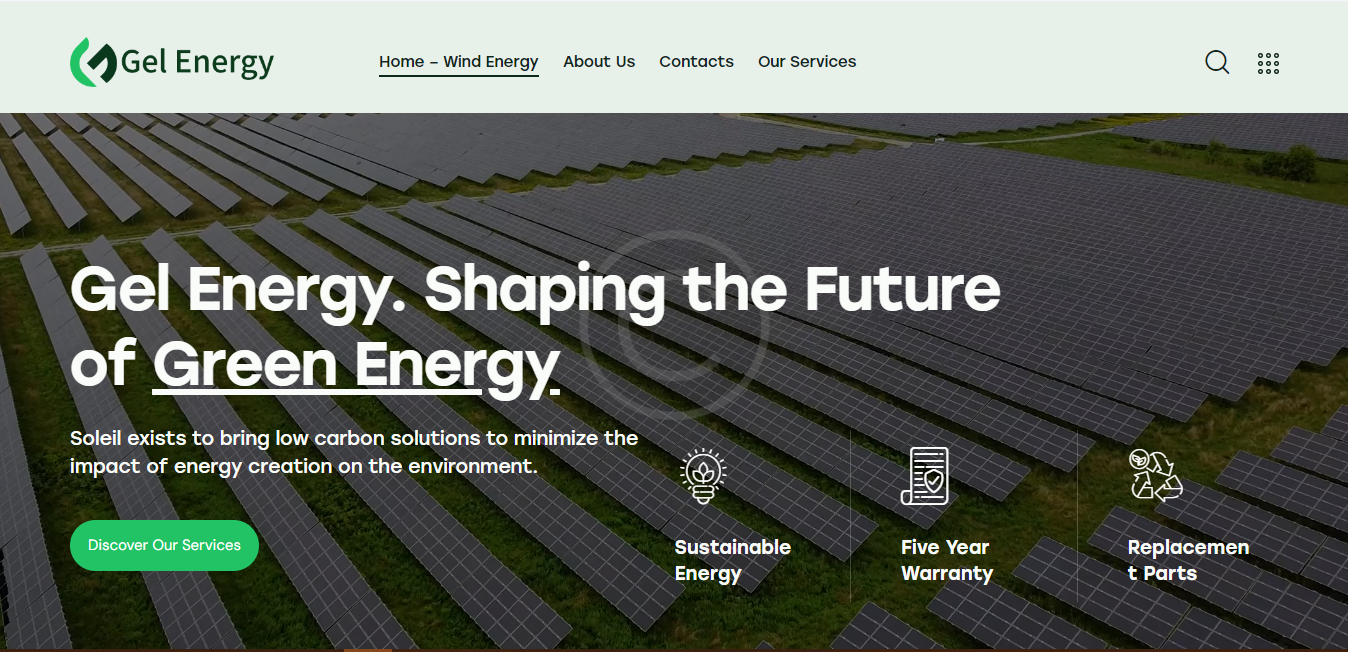 Gel Energy
Home – Wind Energy
About Us
Contacts
Our Services
Gel Energy. Shaping the Future
of Green Energy
Soleil exists to bring low carbon solutions to minimize the
impact of energy creation on the environment.
Discover Our Services
Sustainable
Energy
Five Year
Warranty
Replacemen
t Parts